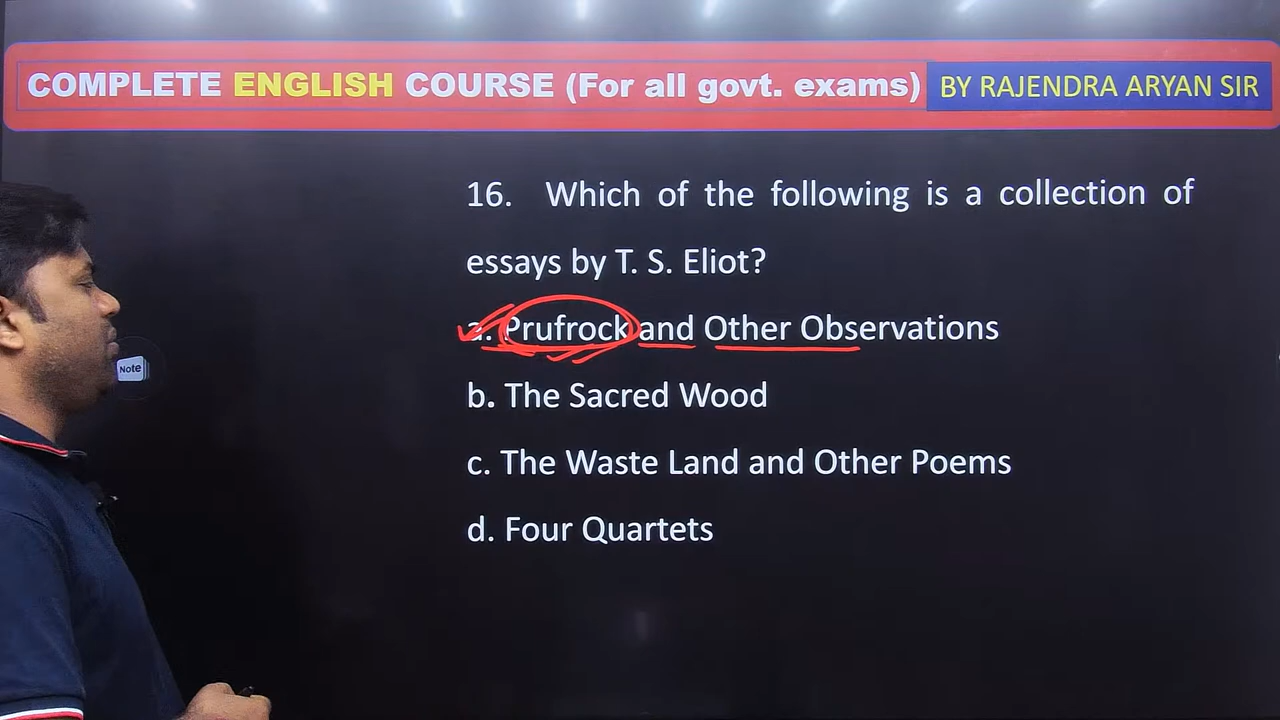 COMPLETE ENGLISH COURSE (For all govt. exams) BY RAJENDRA ARYAN SIR
16. Which of the following is a collection of
essays by T. S. Eliot?
a. Prufrock and Other Observations
Note
b. The Sacred Wood
c. The Waste Land and Other Poems
d. Four Quartets